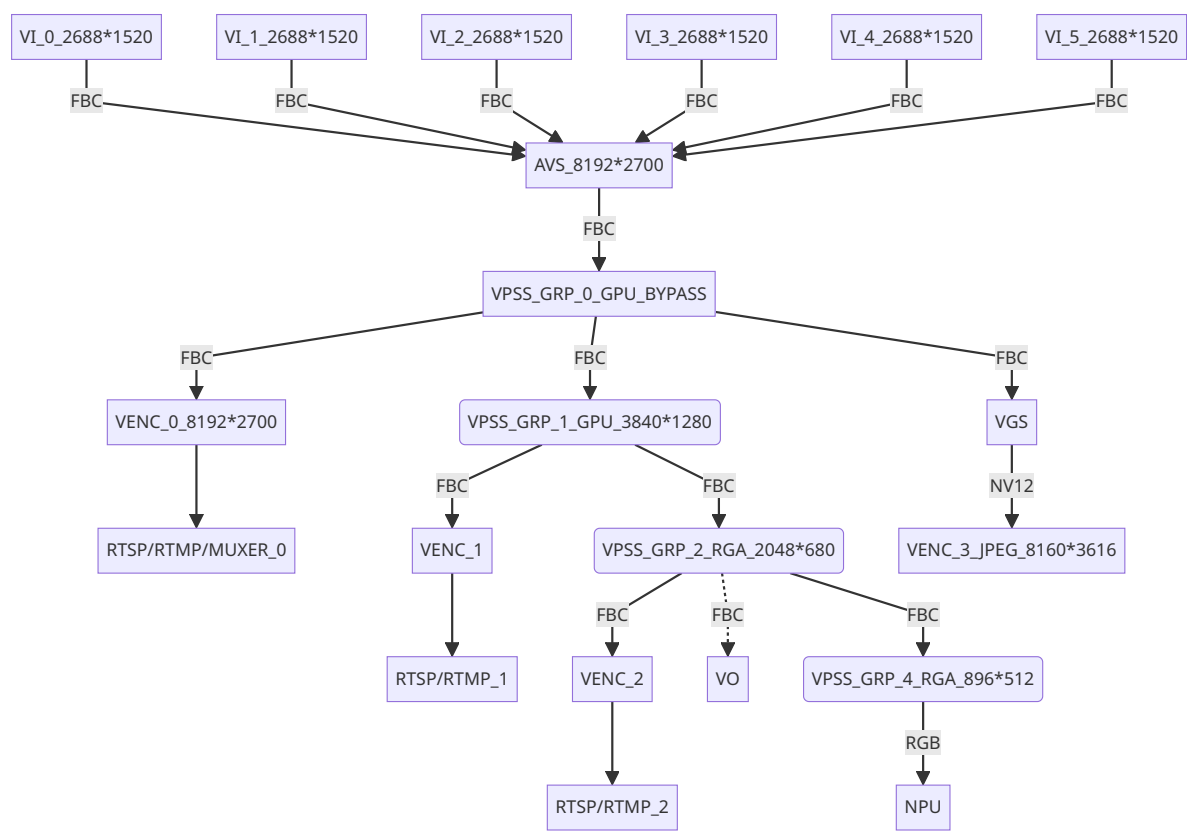 VI_0_2688*1520
VI_1_2688*1520
VI_2_2688*1520
VI_3_2688*1520
VI_4_2688*1520
VI_5_2688*1520
FBC
FBC
FBC
FBC
FBC
FBC
AVS_8192*2700
FBC
VPSS_GRP_0_GPU_BYPASS
FBC
FBC
FBC
VENC_0_8192*2700
VPSS_GRP_1_GPU_3840*1280
VGS
FBC
FBC
NV12
RTSP/RTMP/MUXER_0
VENC_1
VPSS_GRP_2_RGA_2048*680
VENC_3_JPEG_8160*3616
FBC
FBC
FBC
RTSP/RTMP_1
VENC_2
VO
VPSS_GRP_4_RGA_896*512
RGB
RTSP/RTMP_2
NPU